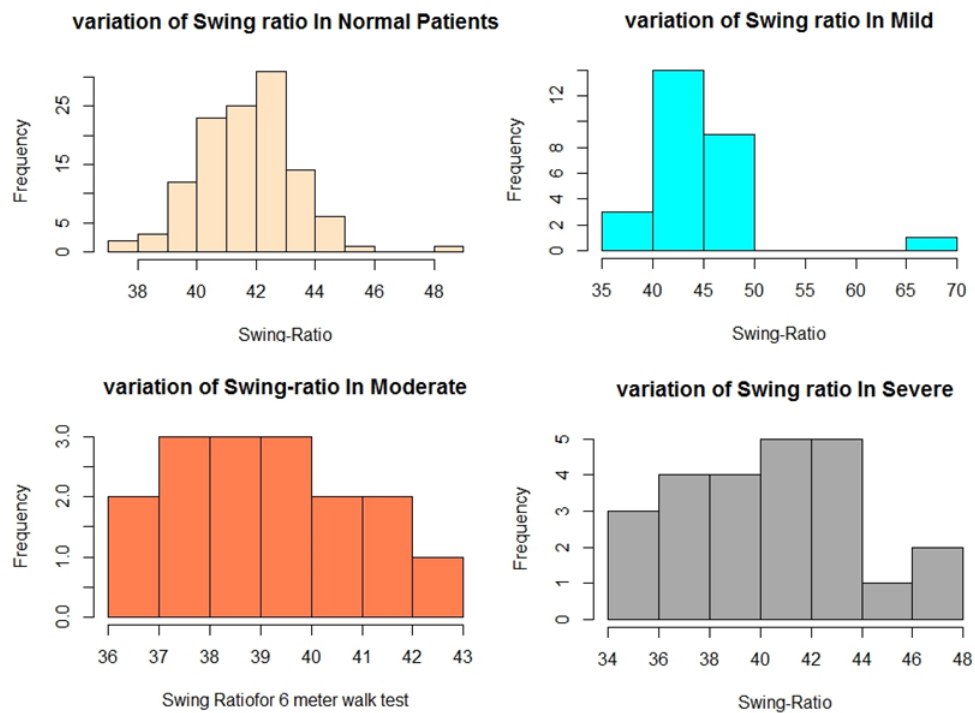 variation of Swing ratio In Normal Patients
Frequency
5
15
25
0
38 40 42 44 46 48
Swing-Ratio
variation of Swing ratio In Mild
Frequency
12
8
6
4
2
0
35 40 45 50 55 60 65 70
Swing-Ratio
variation of Swing-ratio In Moderate
Frequency
3.0
2.0
1.0
0.0
36 37 38 39 40 41 42 43
Swing Ratiofor 6 meter walk test
variation of Swing ratio In Severe
Frequency
5
4
3
2
1
0
34 36 38 40 42 44 46 48
Swing-Ratio